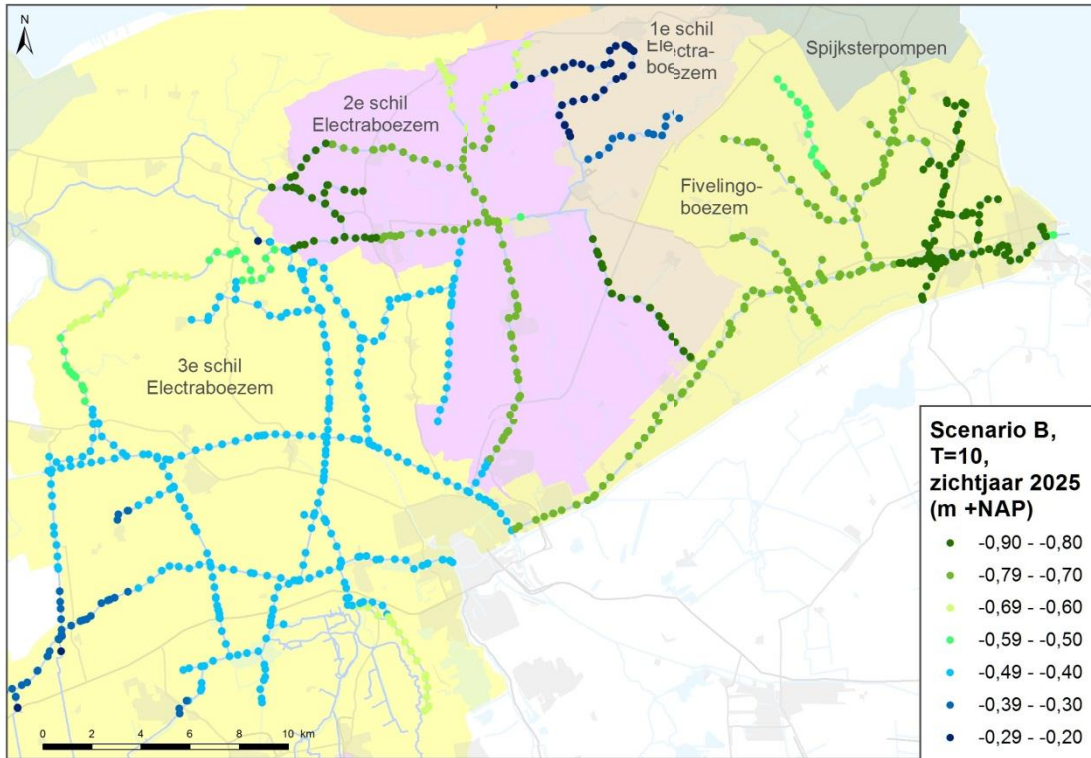 N
1e schil
Electra-
boezem
Spijksterpompen
2e schil
Electraboezem
Fivelingo-
boezem
3e schil
Electraboezem
Scenario B,
T=10,
zichtjaar 2025
(m +NAP)
-0,90 - -0,80
-0,79 - -0,70
-0,69 - -0,60
-0,59 - -0,50
-0,49 - -0,40
-0,39 - -0,30
-0,29 - -0,20
0 2 4 6 8 10 km